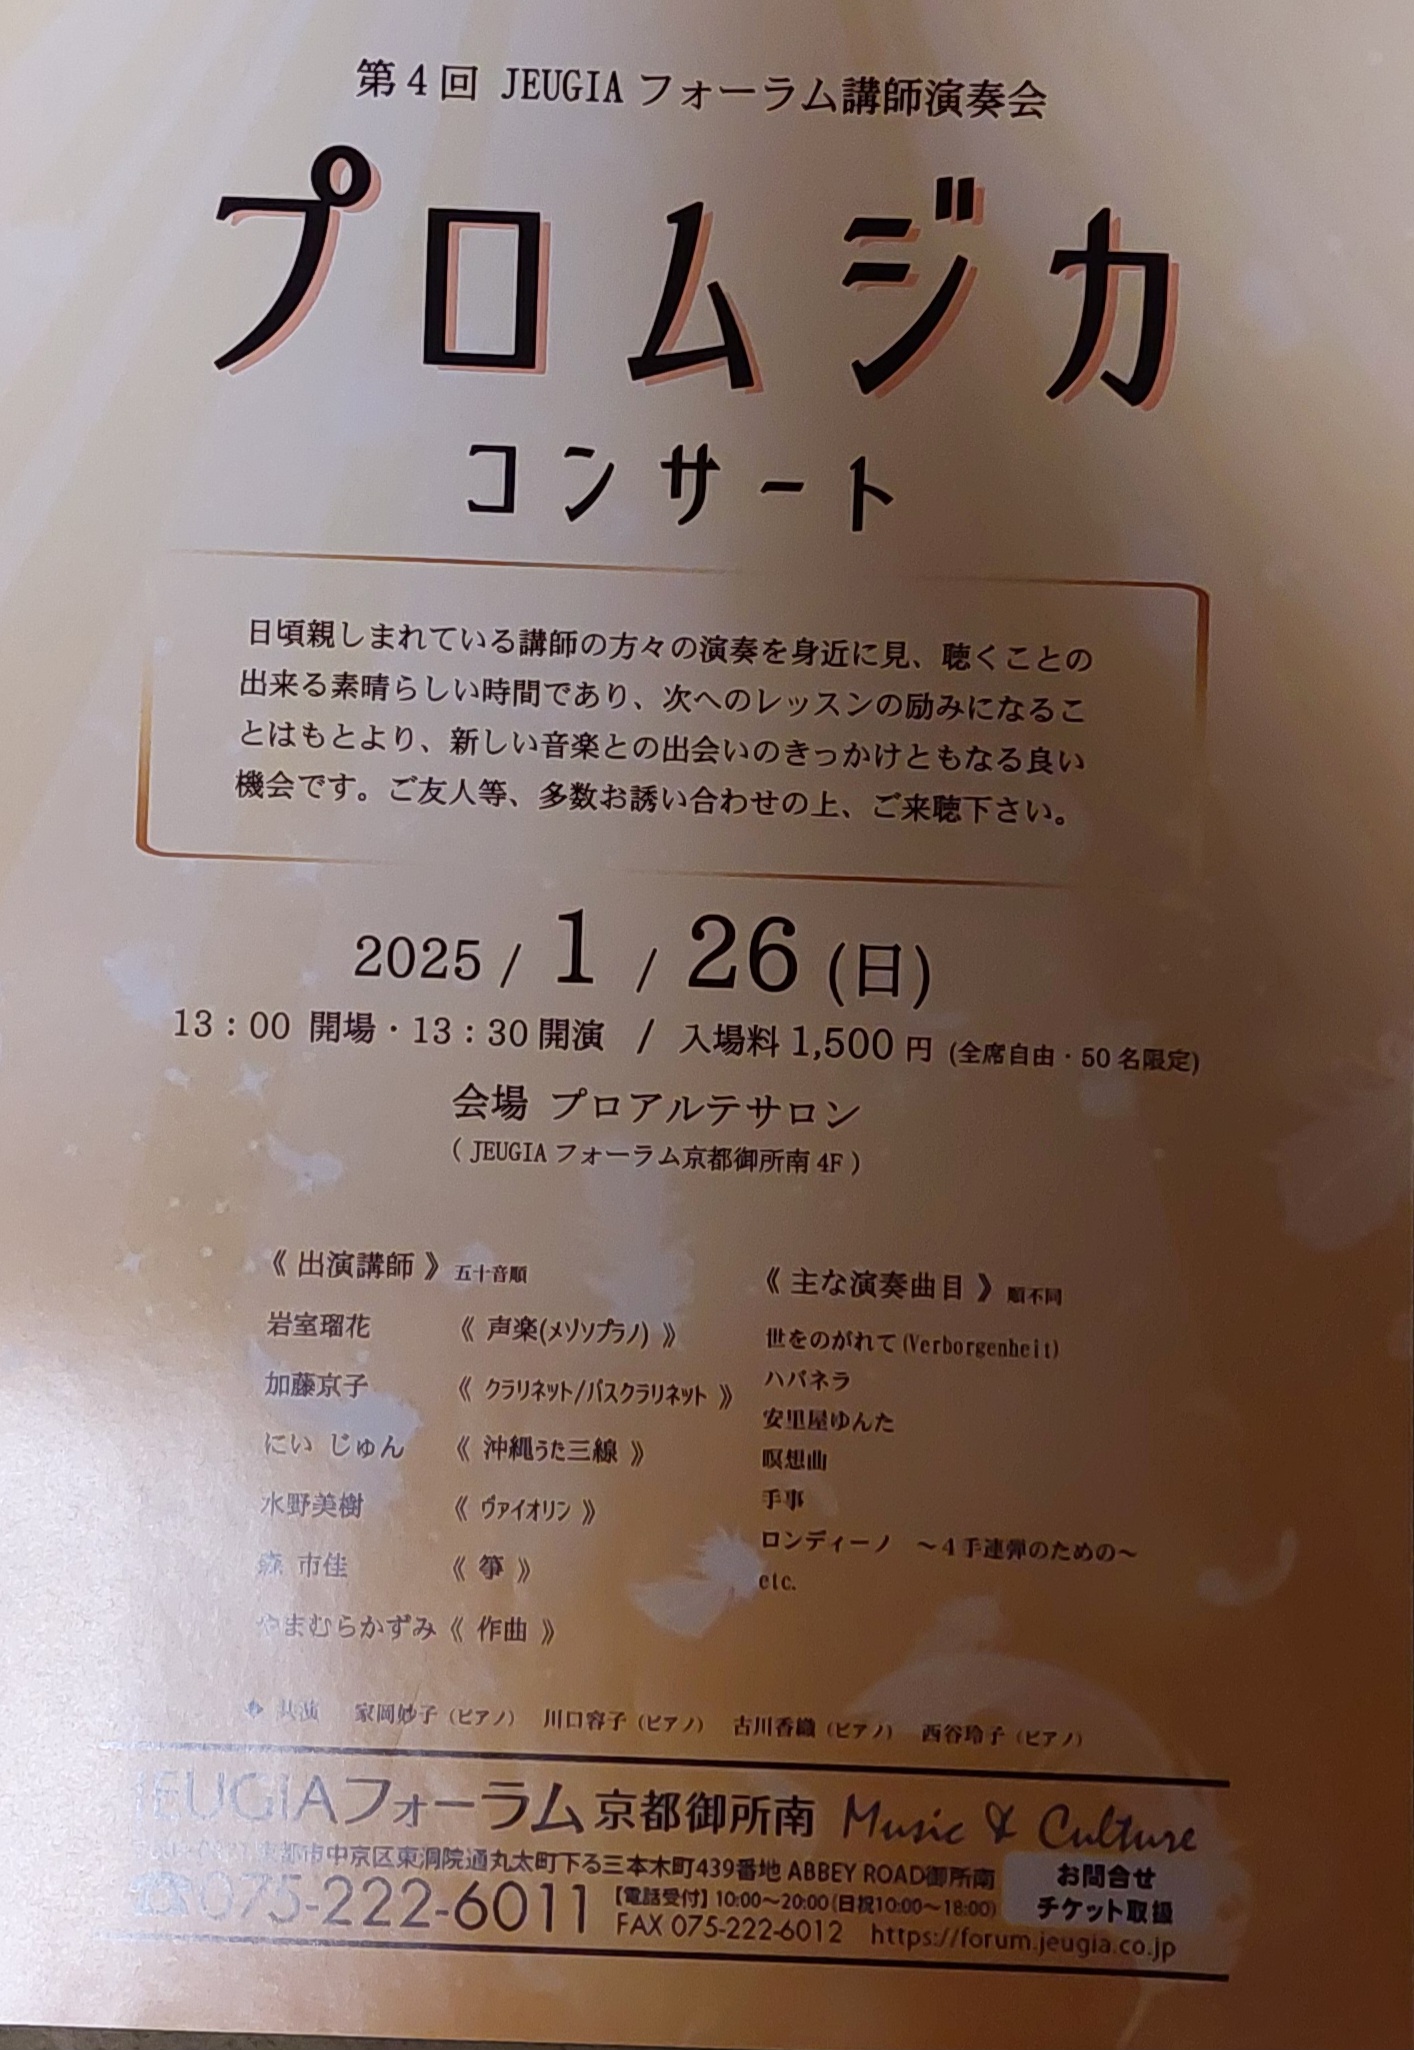 第4回 JEUGIA フォーラム講師演奏会
プロムジカ
コンサート
日頃親しまれている講師の方々の演奏を身近に見、聴くことの
出来る素晴らしい時間であり、次へのレッスンの励みになるこ
とはもとより、新しい音楽との出会いのきっかけともなる良い
機会です。ご友人等、多数お誘い合わせの上、ご来聴下さい。
2025 / 1 / 26 (日)
13:00 開場・13:30 開演 / 入場料 1,500 円 (全席自由・50 名限定)
会場 プロアルテサロン
( JEUGIA フォーラム京都御所南 4F )
《 出演講師 》 五十音順
岩室瑠花 《 声楽(メゾソプラノ) 》
加藤京子 《 クラリネット/バスクラリネット 》
にい じゅん 《 沖縄うた三線 》
水野美樹 《 ヴァイオリン 》
森 市佳 《 箏 》
やまむらかずみ 《 作曲 》
《 主な演奏曲目 》 順不同
世をのがれて(Verborgenheit)
ハバネラ
安里屋ゆんた
瞑想曲
手事
ロンディーノ ～4手連弾のための～
etc.
◆ 共演 家岡妙子 (ピアノ) 川口容子 (ピアノ) 古川香織 (ピアノ) 西谷玲子 (ピアノ)
JEUGIAフォーラム 京都御所南 Music & Culture
京都市中京区東洞院通丸太町下る三本木町439番地 ABBEY ROAD御所南
☎075-222-6011
【電話受付】10:00～20:00(日祝10:00～18:00)
FAX 075-222-6012 https://forum.jeugia.co.jp
お問合せ
チケット取扱